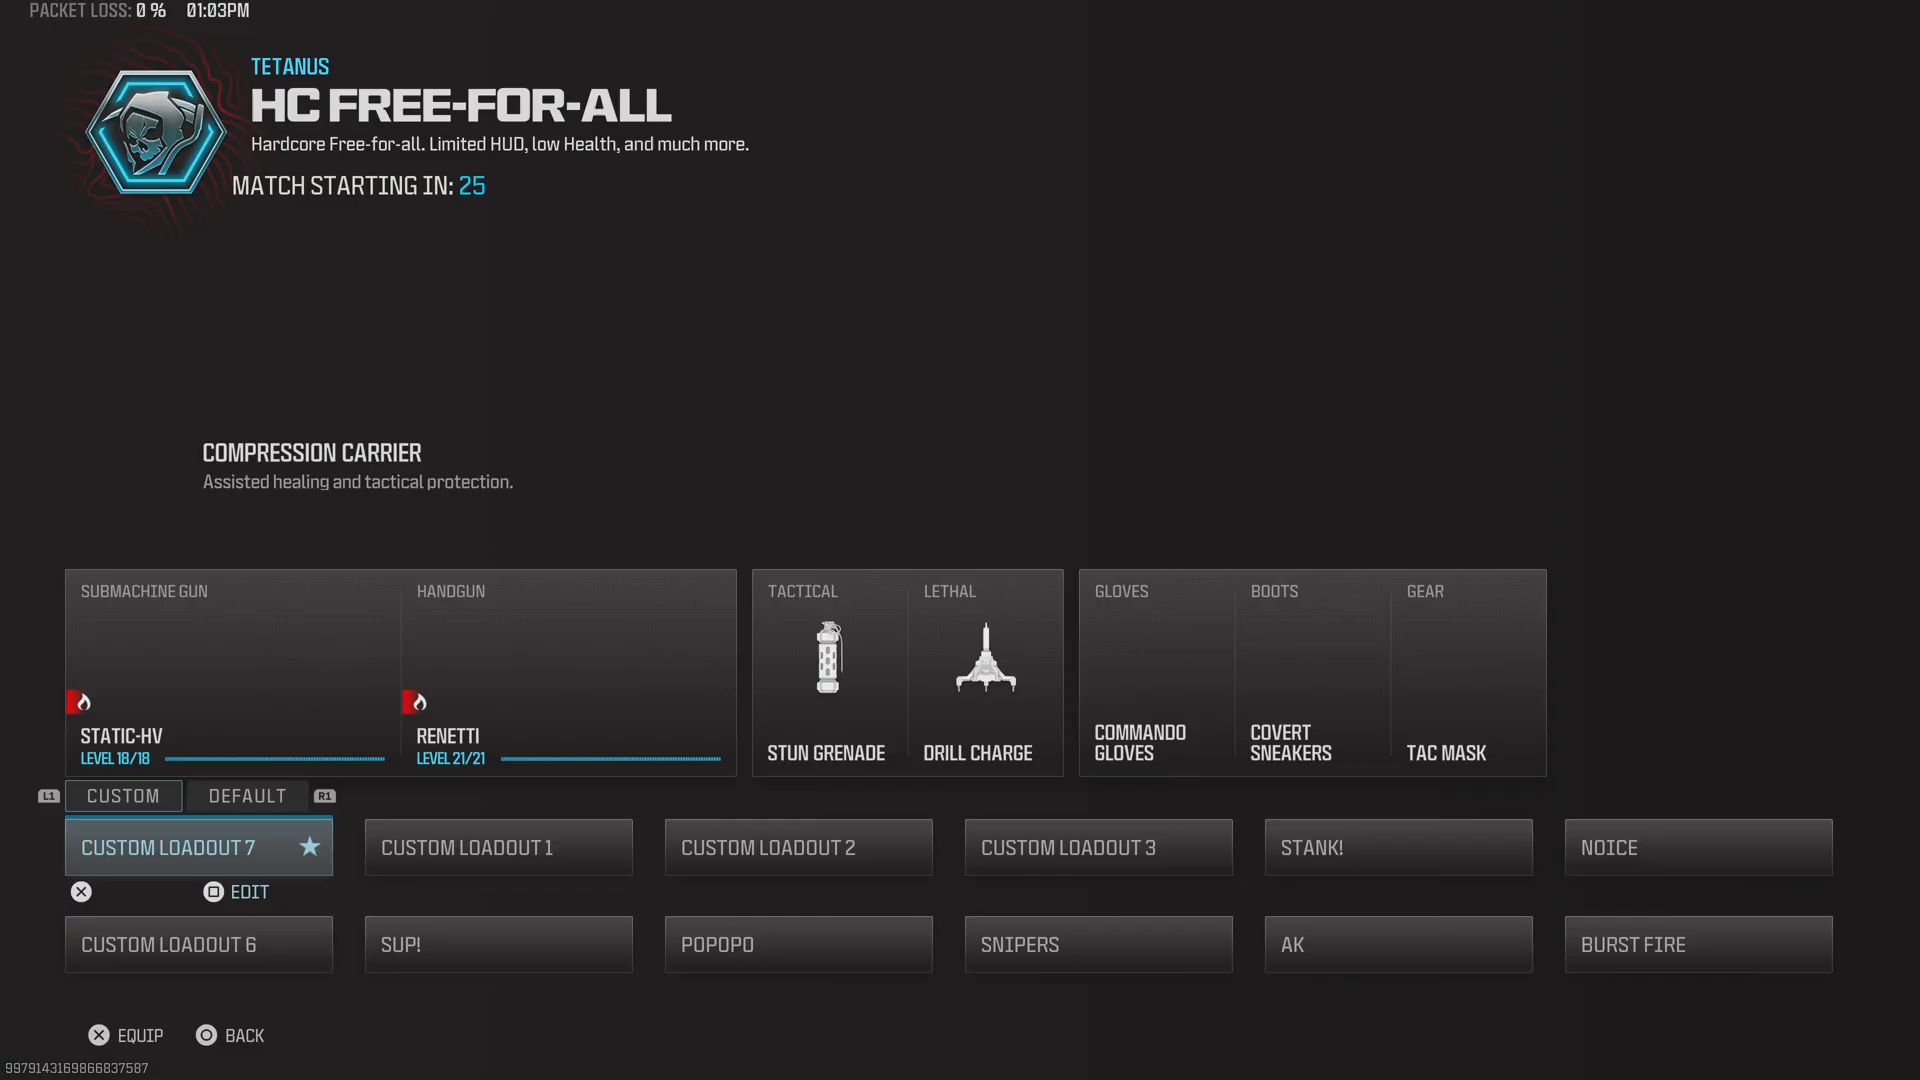 PACKET LOSS: 0 % 01:03PM
TETANUS
HC FREE-FOR-ALL
Hardcore Free-for-all. Limited HUD, low Health, and much more.
MATCH STARTING IN: 25
COMPRESSION CARRIER
Assisted healing and tactical protection.
SUBMACHINE GUN HANDGUN TACTICAL LETHAL GLOVES BOOTS GEAR
STATIC-HV
LEVEL 18/18
RENETTI
LEVEL 21/21
STUN GRENADE
DRILL CHARGE
COMMANDO
GLOVES
COVERT
SNEAKERS
TAC MASK
L1 CUSTOM DEFAULT R1
CUSTOM LOADOUT 7 CUSTOM LOADOUT 1 CUSTOM LOADOUT 2 CUSTOM LOADOUT 3 STANK! NOICE
EDIT
CUSTOM LOADOUT 6 SUP! POPOPO SNIPERS AK BURST FIRE
EQUIP BACK
9979143169866837587